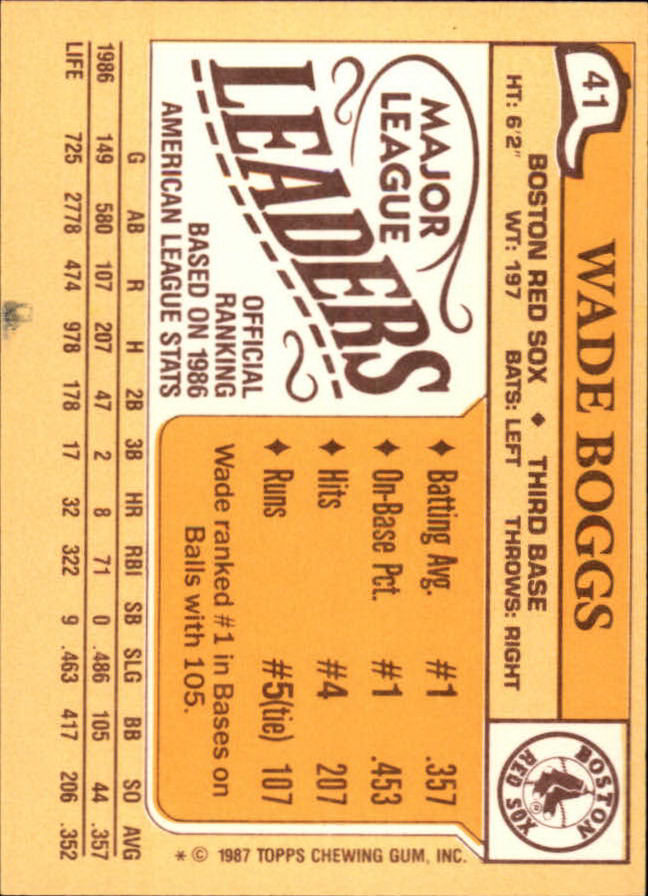 41
WADE BOGGS
BOSTON RED SOX ♦ THIRD BASE
HT: 6'2" WT: 197 BATS: LEFT THROWS: RIGHT
BOSTON
RED SOX
MAJOR
LEAGUE
LEADERS
OFFICIAL
RANKING
BASED ON 1986
AMERICAN LEAGUE STATS
Batting Avg. #1 .357
On-Base Pct. #1 .453
Hits #4 207
Runs #5(tie) 107
Wade ranked #1 in Bases on
Balls with 105.
* © 1987 TOPPS CHEWING GUM, INC.
G AB R H 2B 3B HR RBI SB SLG BB SO AVG
1986 149 580 107 207 47 2 8 71 0 .486 105 44 .357
LIFE 725 2778 474 978 178 17 32 322 9 .463 417 206 .352